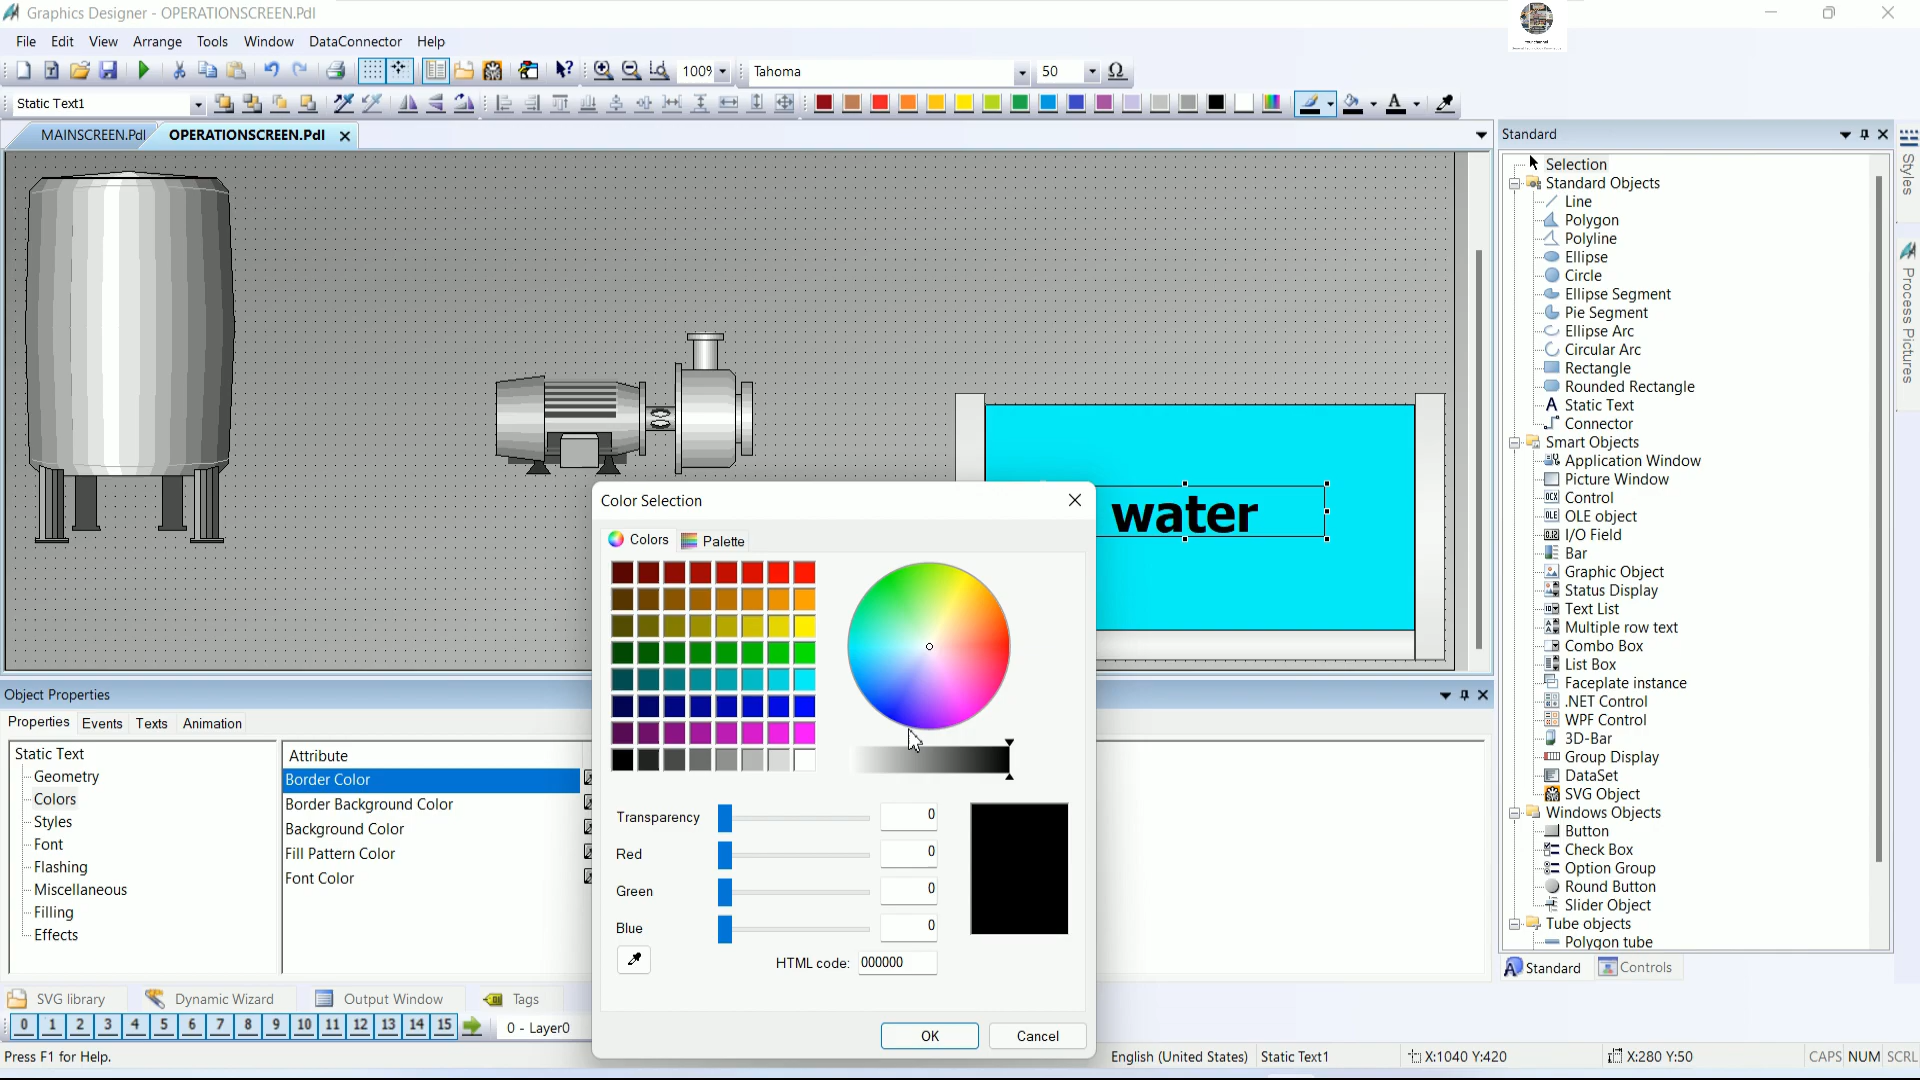 Graphics Designer - OPERATIONSCREEN.Pdl
File Edit View Arrange Tools Window DataConnector Help
100% Tahoma 50
Static Text1
MAINSCREEN.Pdl OPERATIONSCREEN.Pdl
water
Color Selection
Colors Palette
Transparency 0
Red 0
Green 0
Blue 0
HTML code: 000000
OK Cancel
Object Properties
Properties Events Texts Animation
Static Text
Geometry
Colors
Styles
Font
Flashing
Miscellaneous
Filling
Effects
Attribute
Border Color
Border Background Color
Background Color
Fill Pattern Color
Font Color
Standard
Selection
Standard Objects
Line
Polygon
Polyline
Ellipse
Circle
Ellipse Segment
Pie Segment
Ellipse Arc
Circular Arc
Rectangle
Rounded Rectangle
Static Text
Connector
Smart Objects
Application Window
Picture Window
Control
OLE object
I/O Field
Bar
Graphic Object
Status Display
Text List
Multiple row text
Combo Box
List Box
Faceplate instance
.NET Control
WPF Control
3D-Bar
Group Display
DataSet
SVG Object
Windows Objects
Button
Check Box
Option Group
Round Button
Slider Object
Tube objects
Polygon tube
Standard Controls
Styles
Process Pictures
SVG library Dynamic Wizard Output Window Tags
0 1 2 3 4 5 6 7 8 9 10 11 12 13 14 15 0 - Layer0
Press F1 for Help. English (United States) Static Text1 X:1040 Y:420 X:280 Y:50 CAPS NUM SCRL